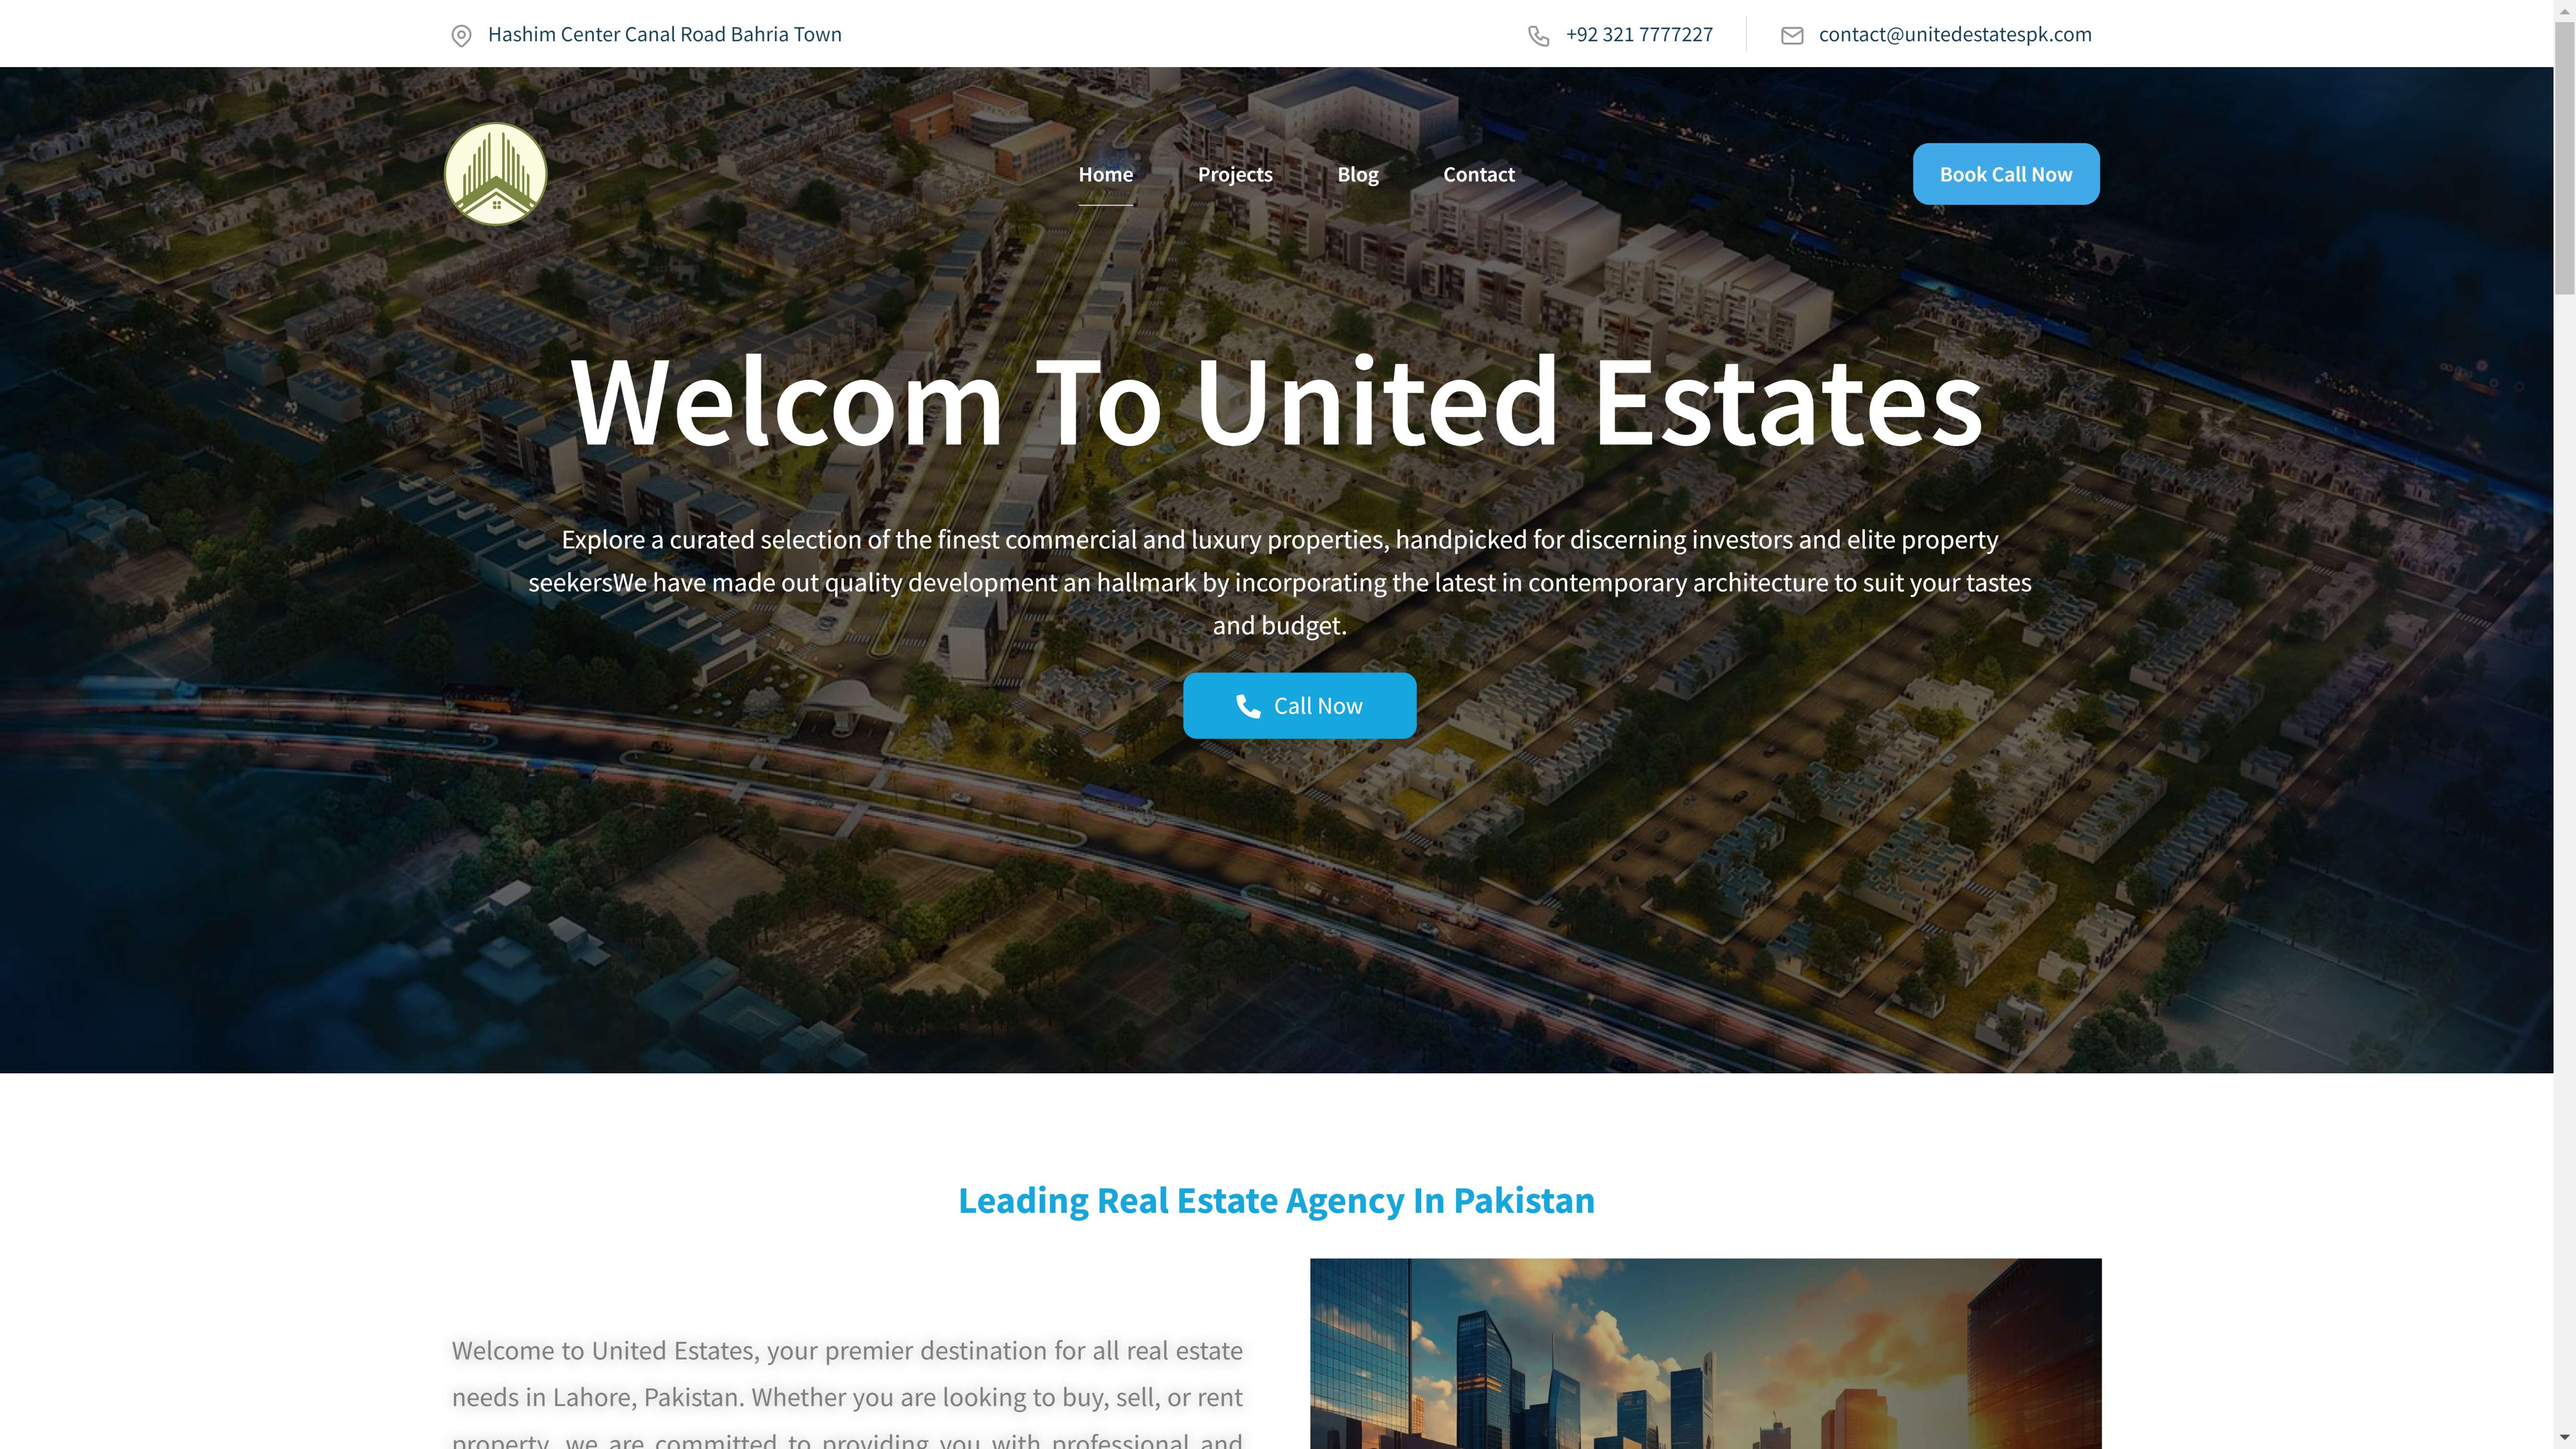 Hashim Center Canal Road Bahria Town
+92 321 7777227
contact@unitedestatespk.com
Home
Projects
Blog
Contact
Book Call Now
Welcom To United Estates
Explore a curated selection of the finest commercial and luxury properties, handpicked for discerning investors and elite property
seekersWe have made out quality development an hallmark by incorporating the latest in contemporary architecture to suit your tastes
and budget.
Call Now
Leading Real Estate Agency In Pakistan
Welcome to United Estates, your premier destination for all real estate
needs in Lahore, Pakistan. Whether you are looking to buy, sell, or rent
property, we are committed to providing you with professional and